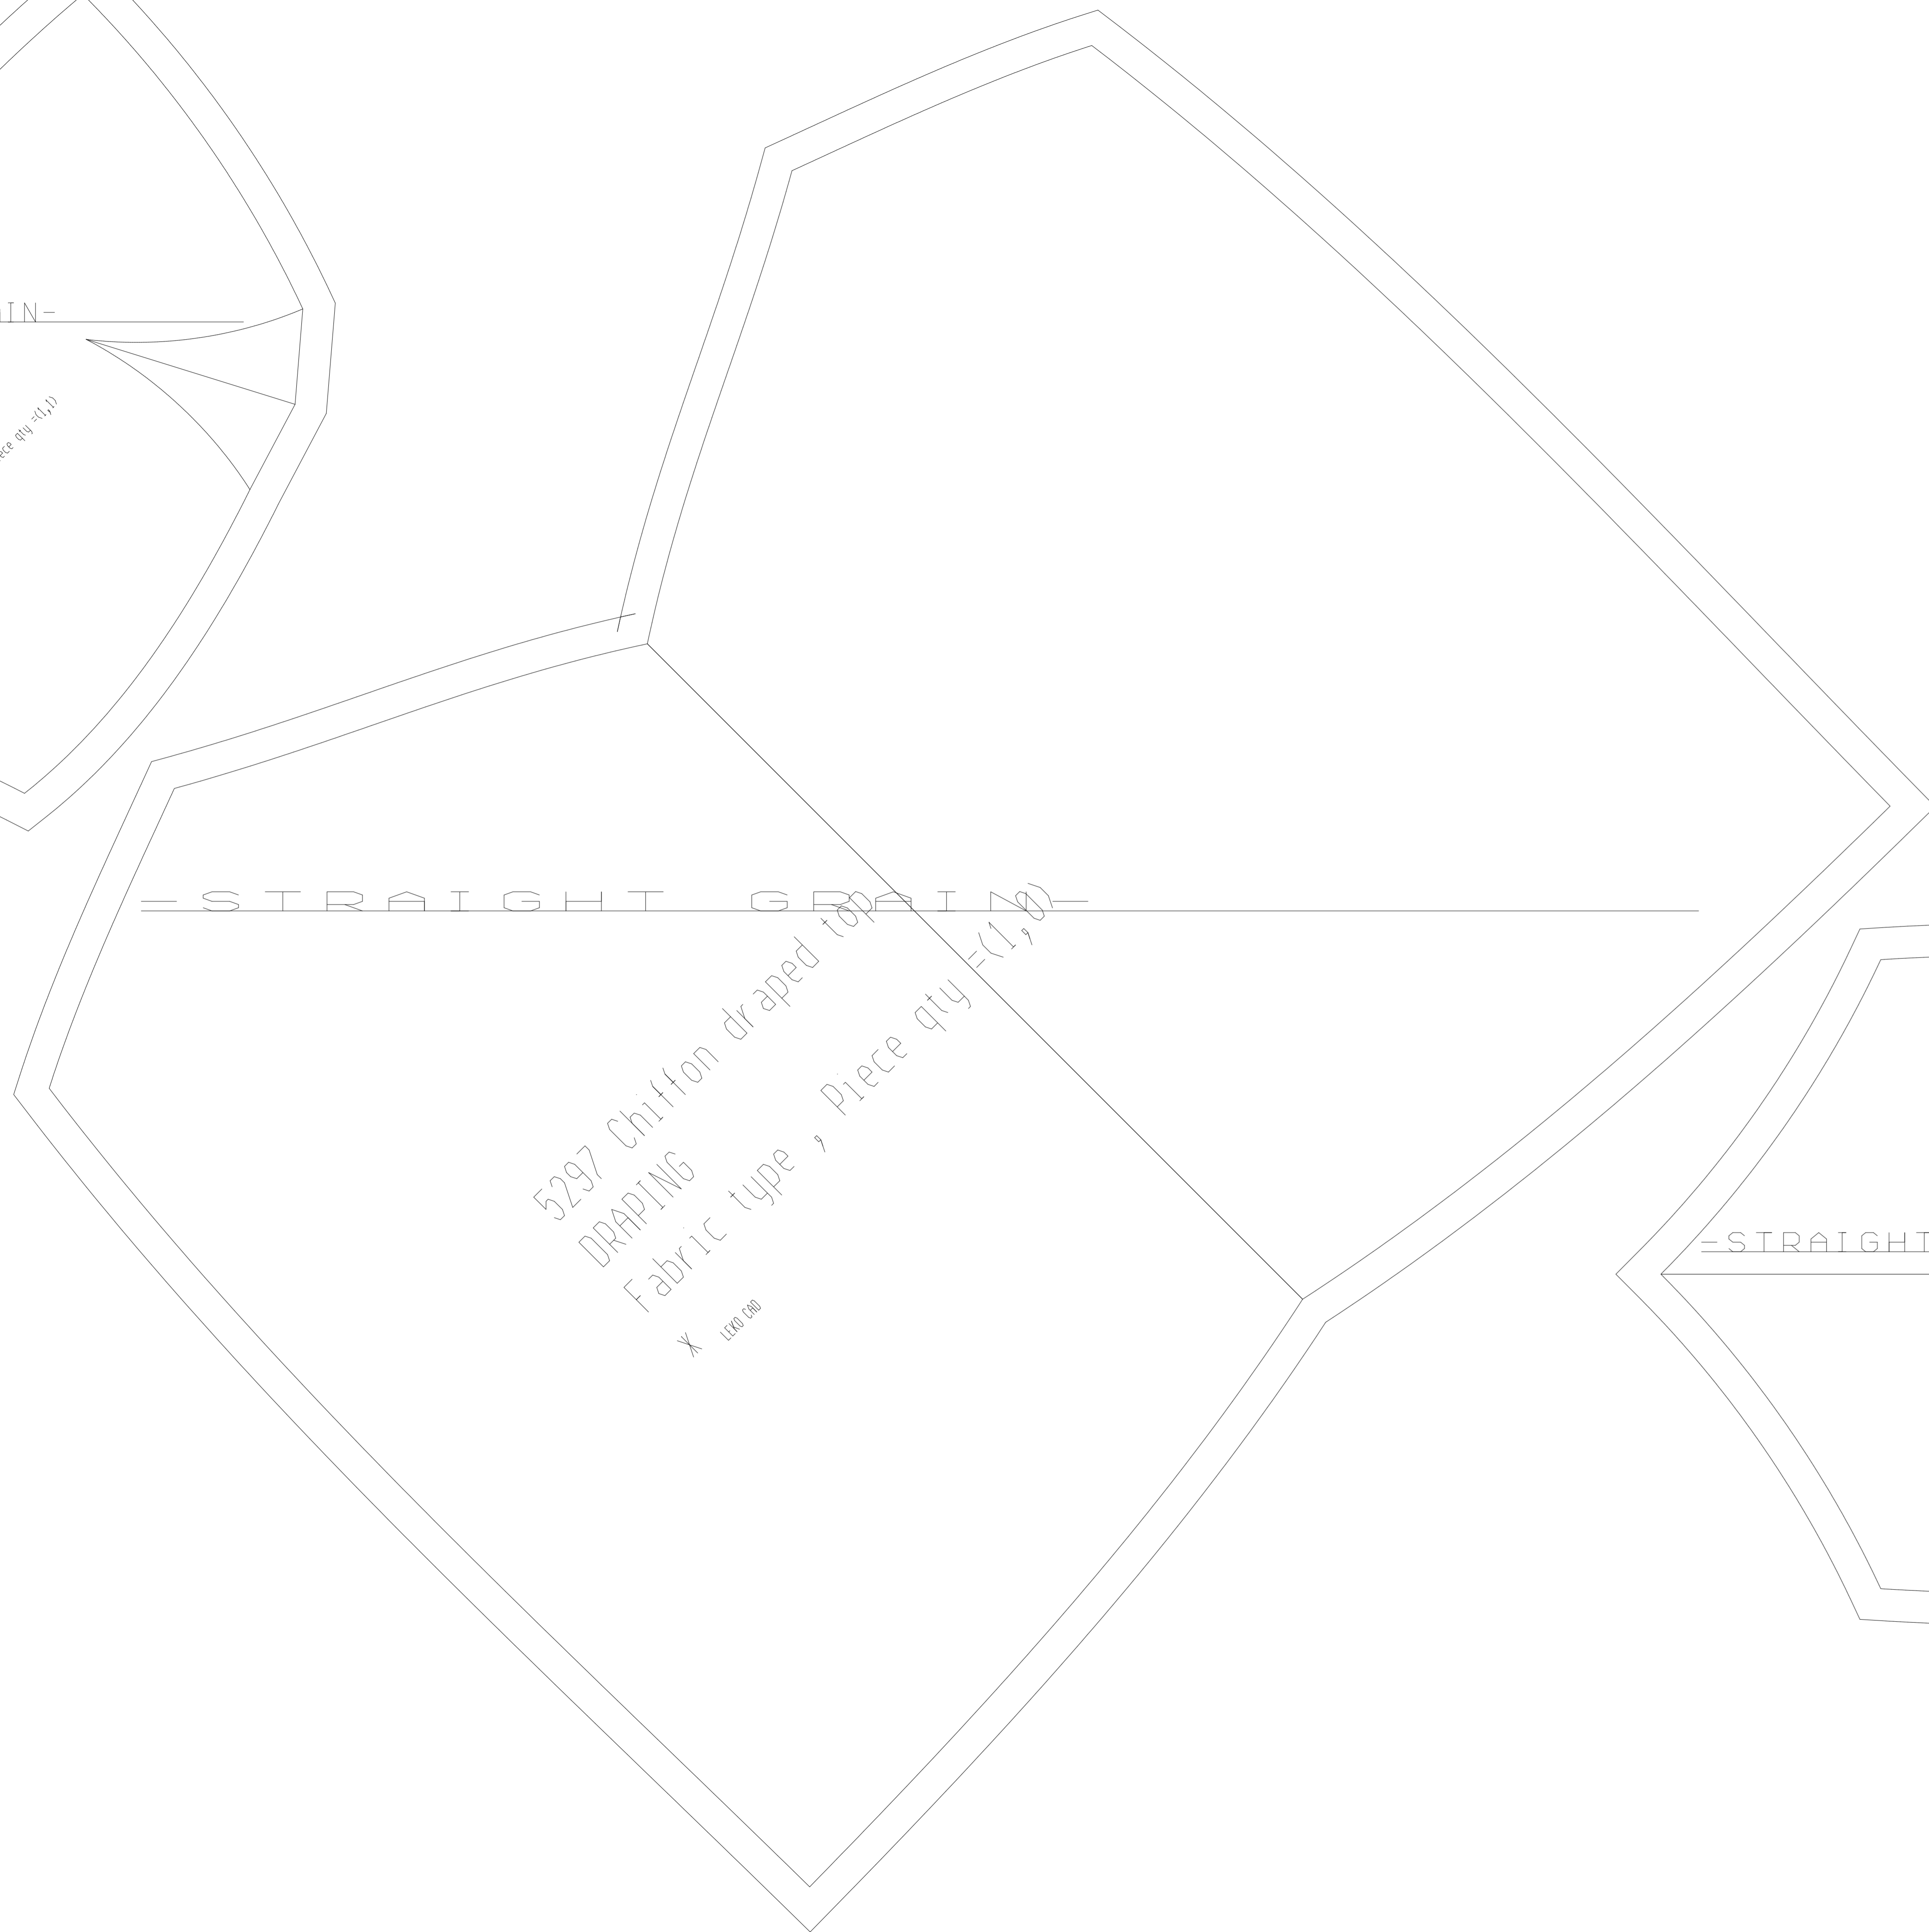 IN-
ece qty -(1,1)
-STRAIGHT GRAIN-
5297 Chiffon draped top
DRAPING
Fabric type , Piece qty -(1,0)
* LEKO CAD
-STRAIGHT